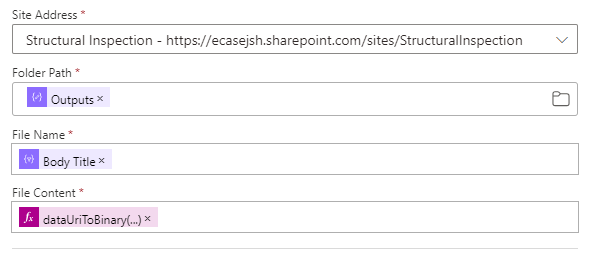 Site Address *
Structural Inspection - https://ecasejsh.sharepoint.com/sites/StructuralInspection
Folder Path *
Outputs ×
File Name *
Body Title ×
File Content *
fx dataUriToBinary(...) ×